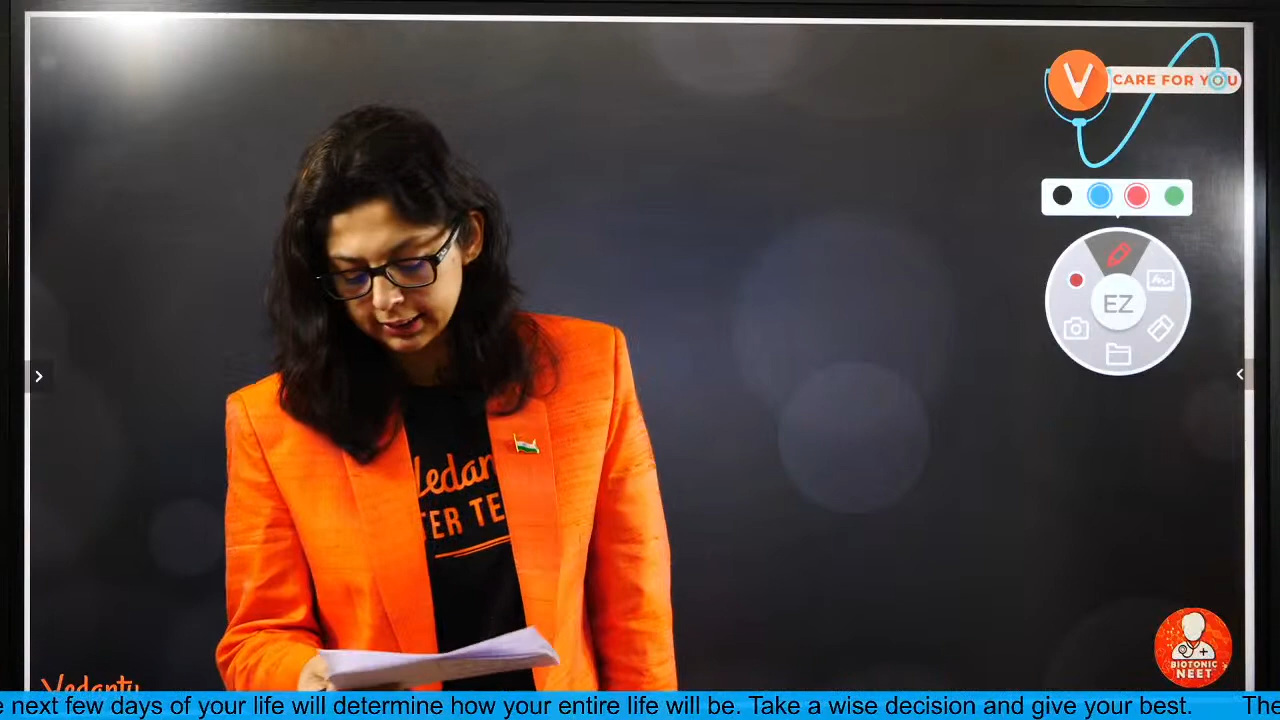 V CARE FOR YOU
EZ
Vedan
TER TE
BIOTONIC
NEET
Vedantu
next few days of your life will determine how your entire life will be. Take a wise decision and give your best. The